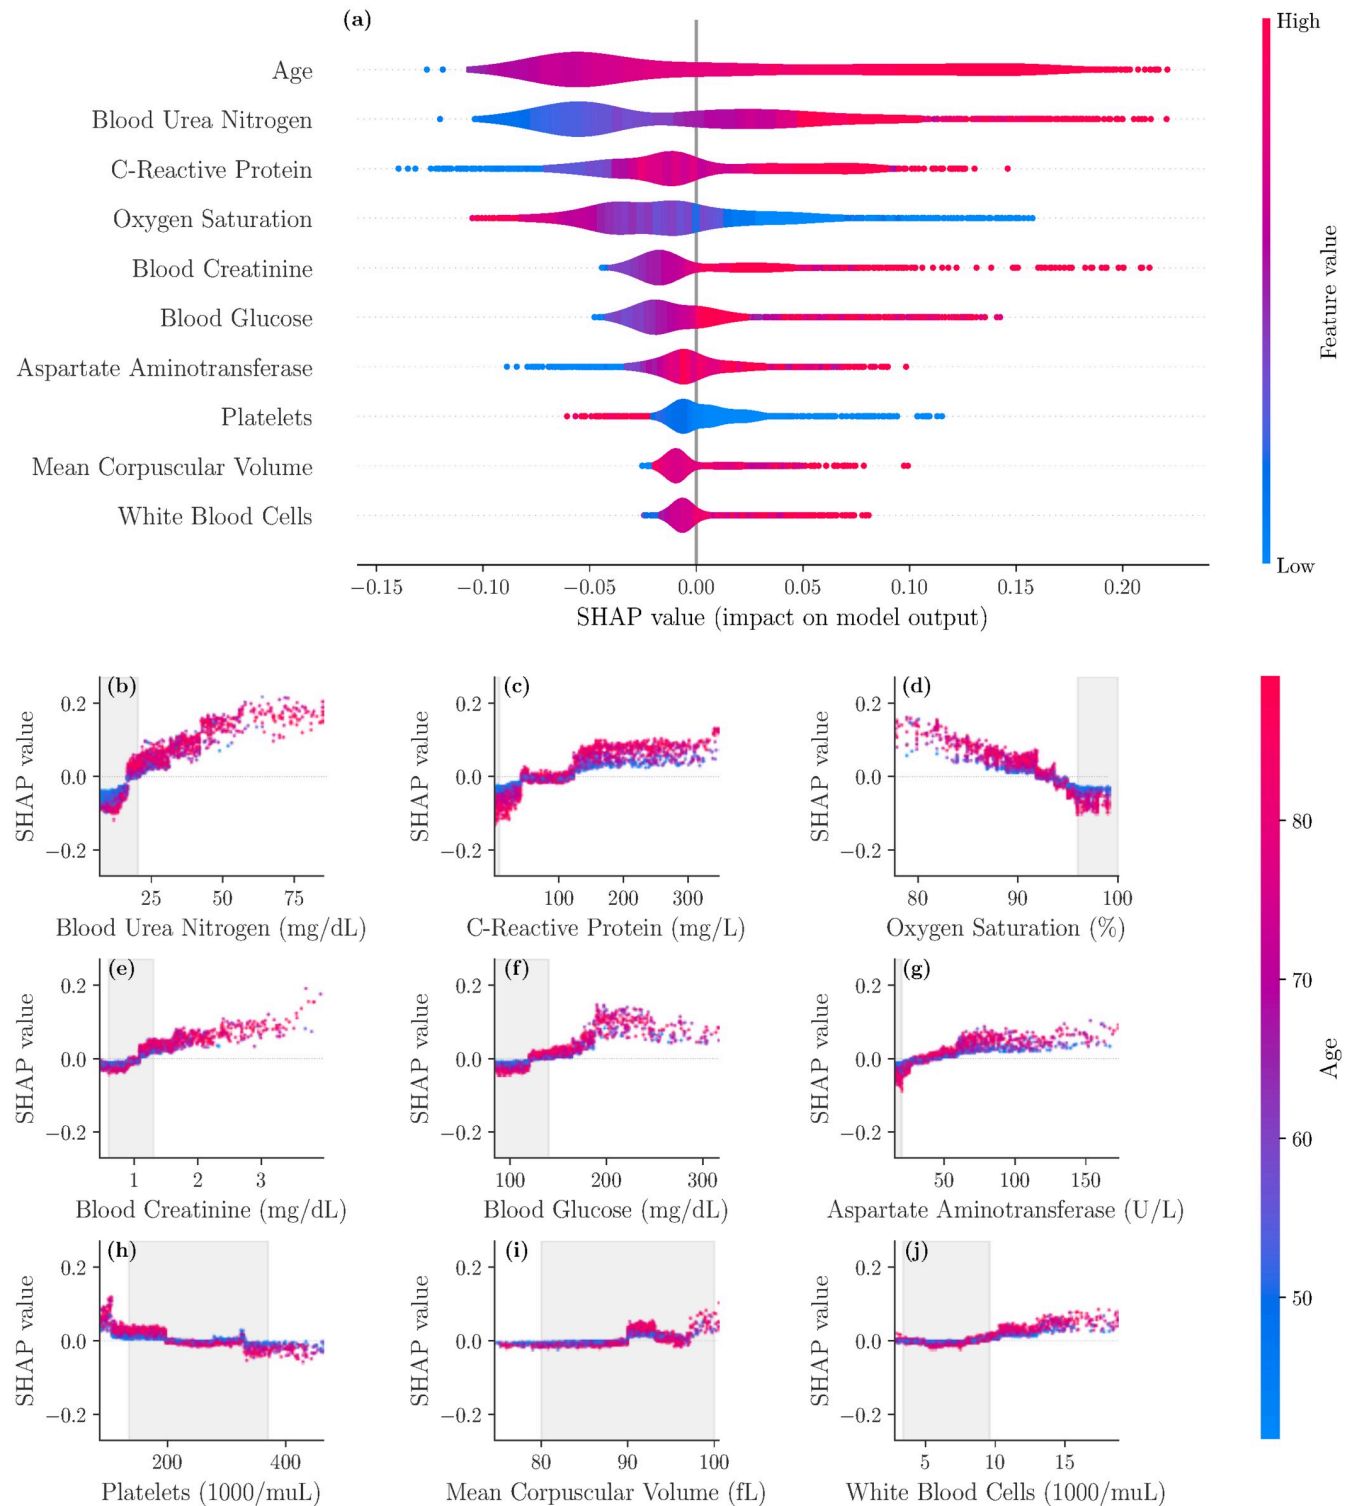 (a)
High
Age
Blood Urea Nitrogen
C-Reactive Protein
Oxygen Saturation
Blood Creatinine
Blood Glucose
Aspartate Aminotransferase
Platelets
Mean Corpuscular Volume
White Blood Cells
Feature value
Low
−0.15 −0.10 −0.05 0.00 0.05 0.10 0.15 0.20
SHAP value (impact on model output)
(b)
SHAP value
0.2
0.0
−0.2
25 50 75
Blood Urea Nitrogen (mg/dL)
(c)
SHAP value
0.2
0.0
−0.2
100 200 300
C-Reactive Protein (mg/L)
(d)
SHAP value
0.2
0.0
−0.2
80 90 100
Oxygen Saturation (%)
(e)
SHAP value
0.2
0.0
−0.2
1 2 3
Blood Creatinine (mg/dL)
(f)
SHAP value
0.2
0.0
−0.2
100 200 300
Blood Glucose (mg/dL)
(g)
SHAP value
0.2
0.0
−0.2
50 100 150
Aspartate Aminotransferase (U/L)
(h)
SHAP value
0.2
0.0
−0.2
200 400
Platelets (1000/muL)
(i)
SHAP value
0.2
0.0
−0.2
80 90 100
Mean Corpuscular Volume (fL)
(j)
SHAP value
0.2
0.0
−0.2
5 10 15
White Blood Cells (1000/muL)
80
70
60
50
Age